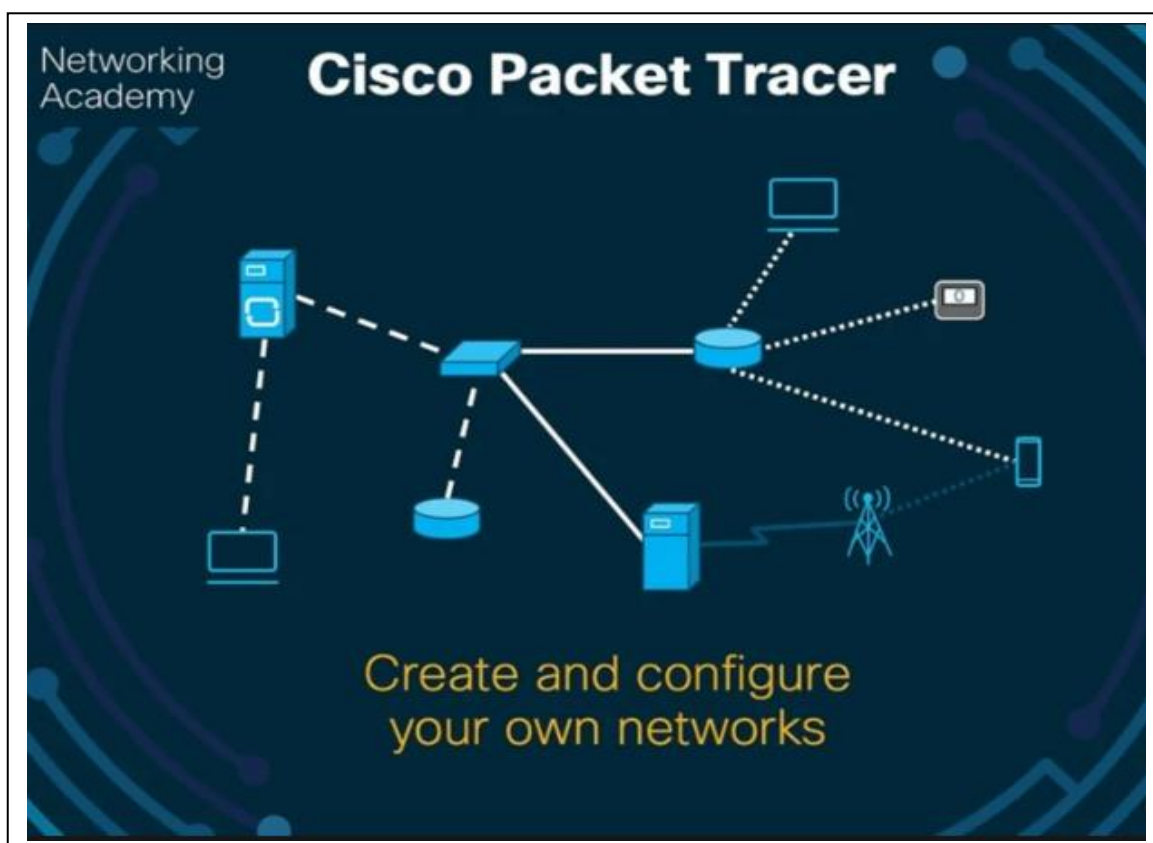 Networking
Academy
Cisco Packet Tracer
Create and configure
your own networks